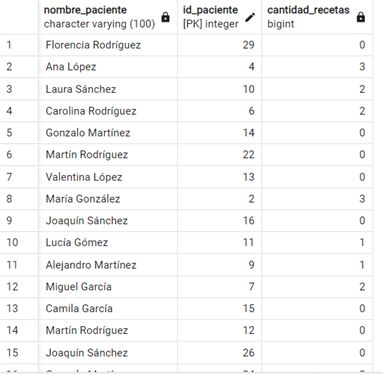 nombre_paciente id_paciente cantidad_recetas
character varying (100) [PK] integer bigint
1 Florencia Rodríguez 29 0
2 Ana López 4 3
3 Laura Sánchez 10 2
4 Carolina Rodríguez 6 2
5 Gonzalo Martínez 14 0
6 Martín Rodríguez 22 0
7 Valentina López 13 0
8 María González 2 3
9 Joaquín Sánchez 16 0
10 Lucía Gómez 11 1
11 Alejandro Martínez 9 1
12 Miguel García 7 2
13 Camila García 15 0
14 Martín Rodríguez 12 0
15 Joaquín Sánchez 26 0